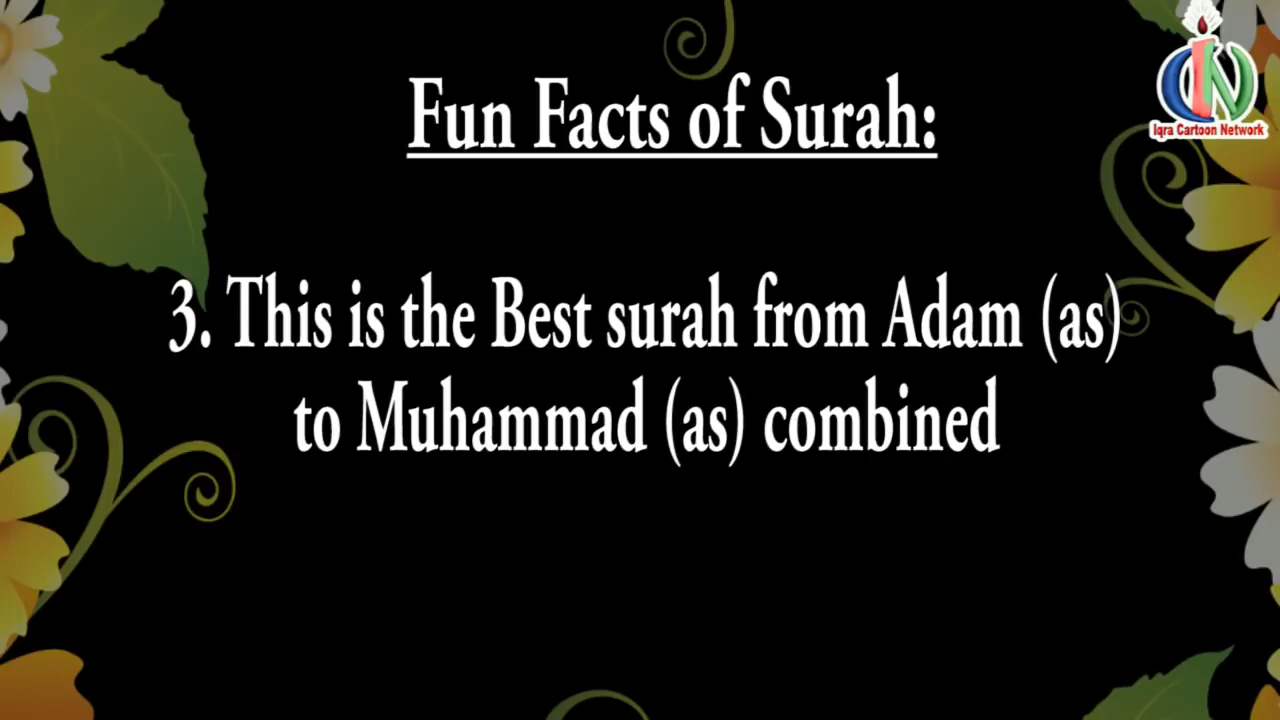 Fun Facts of Surah:
Iqra Cartoon Network
3. This is the Best surah from Adam (as)
to Muhammad (as) combined